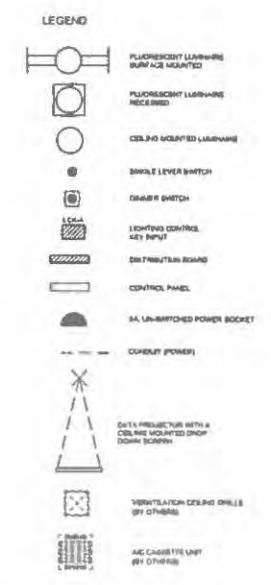 LEGEND
FLUORESCENT LUMINAIRE
SURFACE MOUNTED
FLUORESCENT LUMINAIRE
RECESSED
CEILING MOUNTED LUMINAIRE
SINGLE LEVER SWITCH
DIMMER SWITCH
LCK-A
LIGHTING CONTROL
KEY INPUT
DISTRIBUTION BOARD
CONTROL PANEL
UN-SWITCHED POWER SOCKET
CONDUIT (POWER)
DATA PROJECTOR WITH A
CEILING MOUNTED DROP
DOWN SCREEN
VENTILATION CEILING GRILLE
(BY OTHERS)
A/C CASSETTE UNIT
(BY OTHERS)